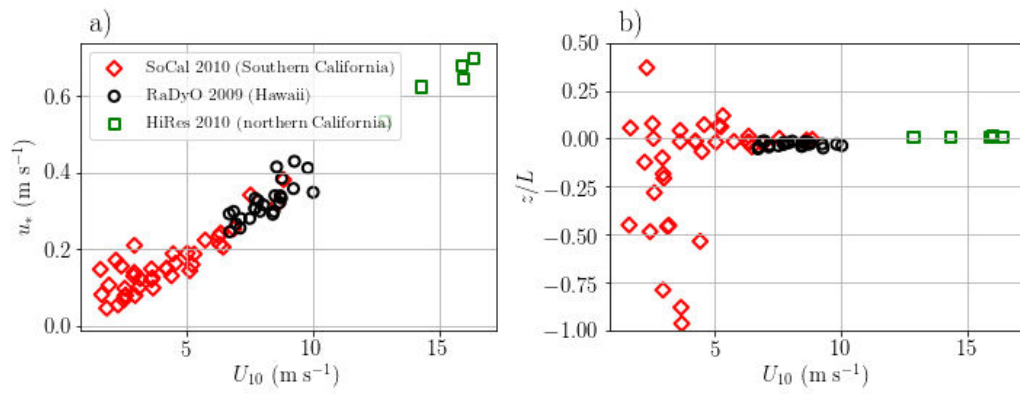 a)
SoCal 2010 (Southern California)
RaDyO 2009 (Hawaii)
HiRes 2010 (northern California)
0.6
0.4
0.2
0.0
u* (m s⁻¹)
5
10
15
U₁₀ (m s⁻¹)
b)
0.50
0.25
0.00
−0.25
−0.50
−0.75
−1.00
z/L
5
10
15
U₁₀ (m s⁻¹)